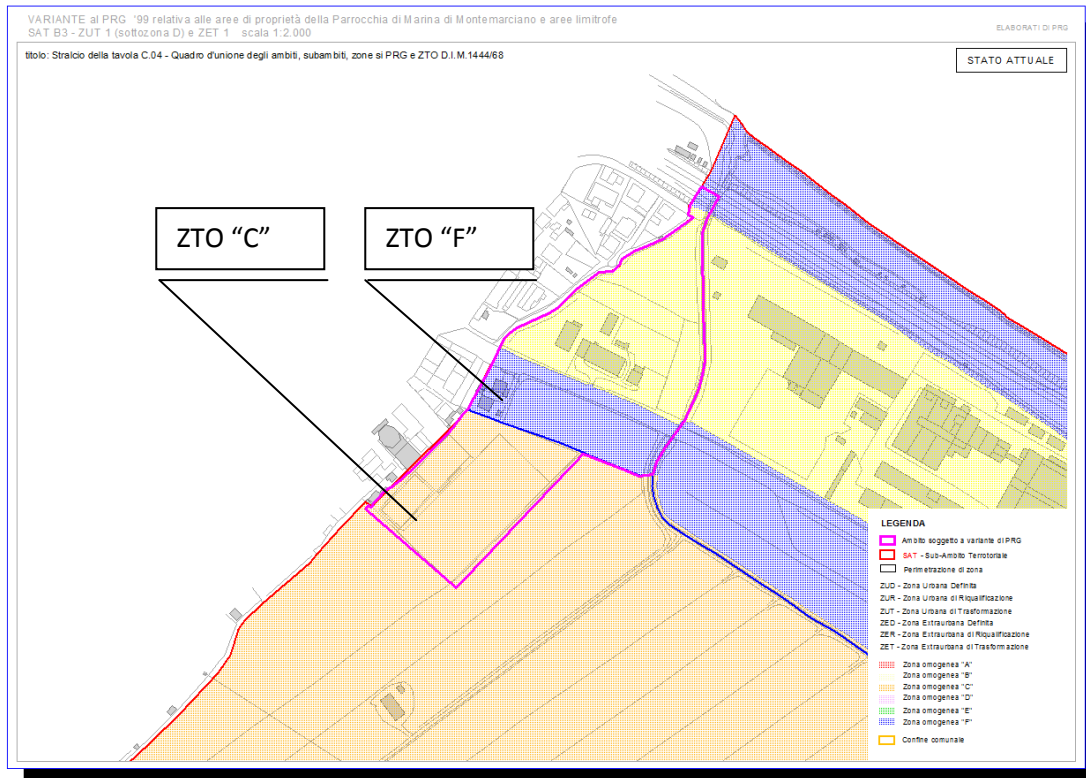 VARIANTE al PRG '99 relativa alle aree di proprietà della Parrocchia di Marina di Montemarciano e aree limitrofe
SAT B3 - ZUT 1 (sottozona D) e ZET 1 scala 1:2.000
ELABORATI DI PRG
titolo: Stralcio della tavola C.04 - Quadro d'unione degli ambiti, subambiti, zone si PRG e ZTO D.I.M.1444/68
STATO ATTUALE
ZTO “C”
ZTO “F”
LEGENDA
Ambito soggetto a variante di PRG
SAT - Sub-Ambito Terrotoriale
Perimetrazione di zona
ZUD - Zona Urbana Definita
ZUR - Zona Urbana di Riqualificazione
ZUT - Zona Urbana di Trasformazione
ZED - Zona Extraurbana Definita
ZER - Zona Extraurbana di Riqualificazione
ZET - Zona Extraurbana di Trasformazione
Zona omogenea "A"
Zona omogenea "B"
Zona omogenea "C"
Zona omogenea "D"
Zona omogenea "E"
Zona omogenea "F"
Confine comunale